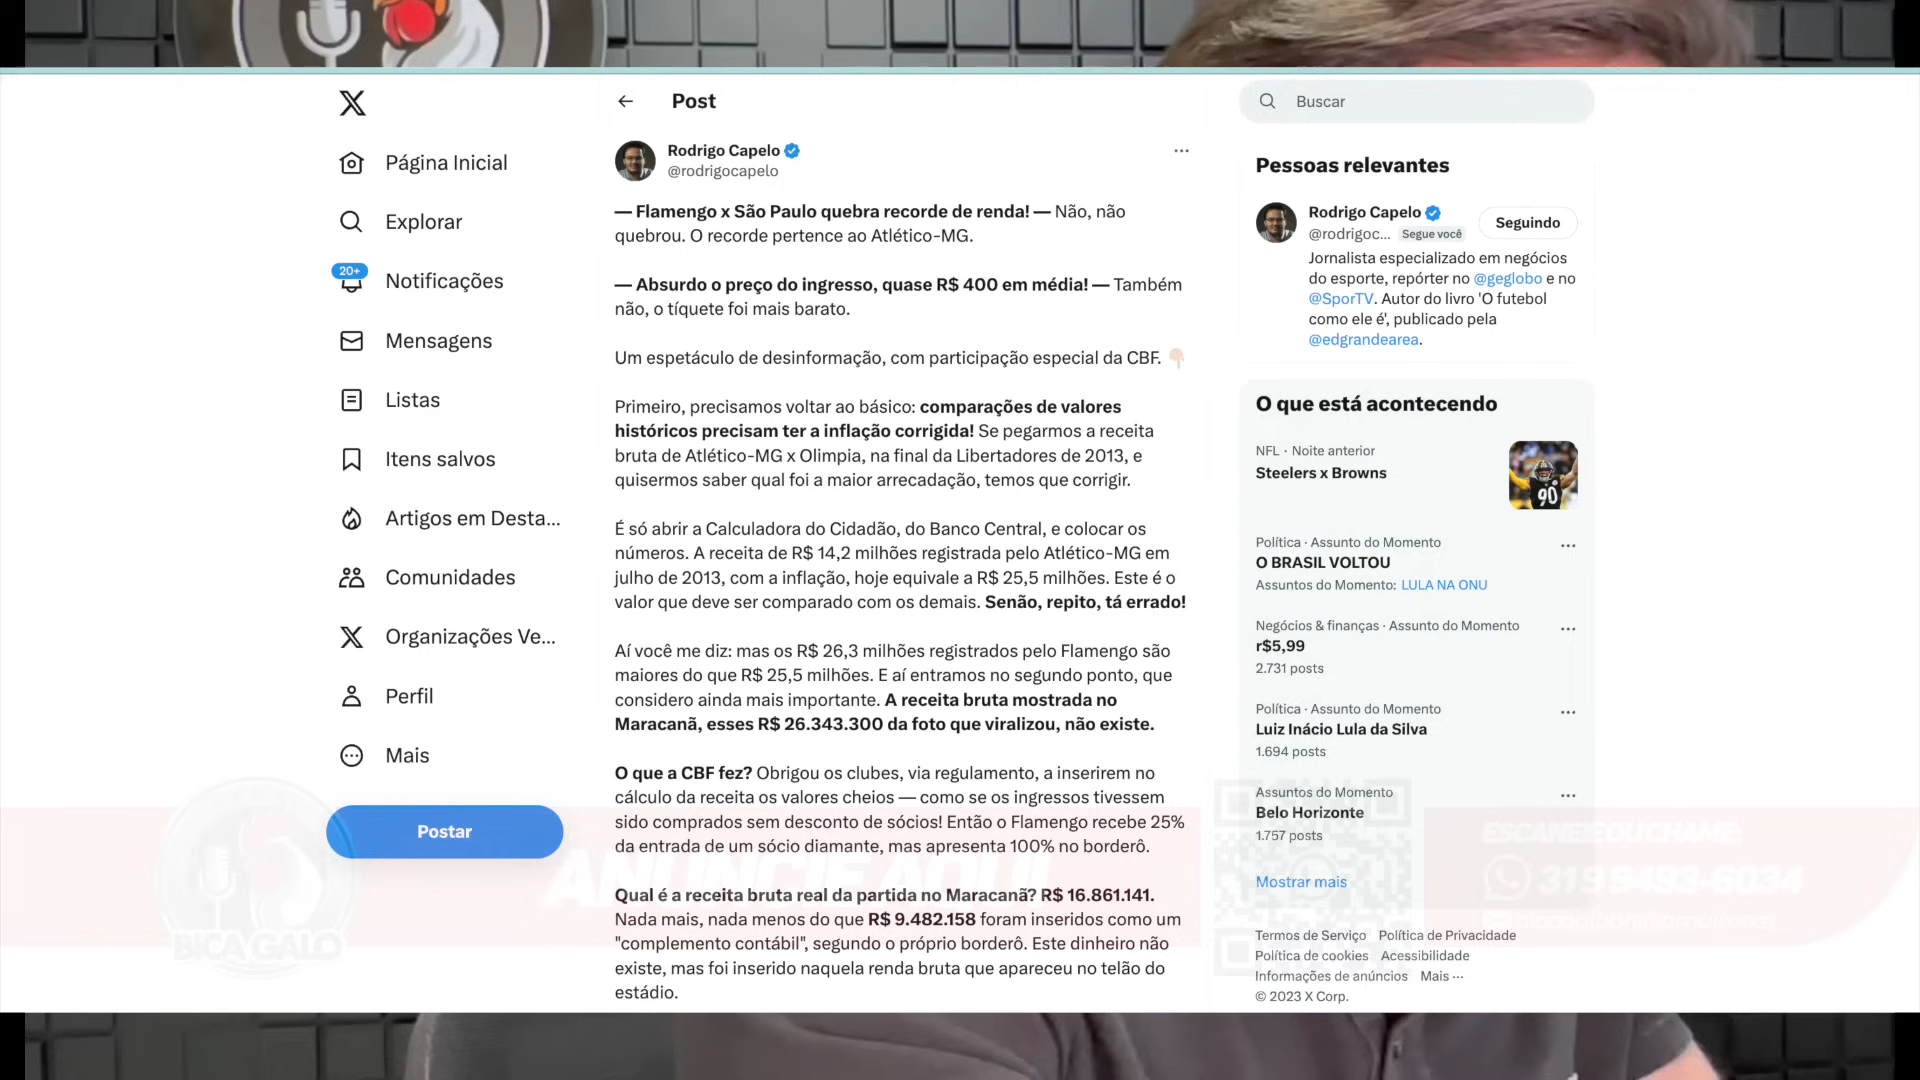 Post
Buscar
Página Inicial
Explorar
20+
Notificações
Mensagens
Listas
Itens salvos
Artigos em Desta...
Comunidades
Organizações Ve...
Perfil
Mais
Postar
Rodrigo Capelo
@rodrigocapelo
— Flamengo x São Paulo quebra recorde de renda! — Não, não
quebrou. O recorde pertence ao Atlético-MG.
— Absurdo o preço do ingresso, quase R$ 400 em média! — Também
não, o tíquete foi mais barato.
Um espetáculo de desinformação, com participação especial da CBF. 👇🏻
Primeiro, precisamos voltar ao básico: comparações de valores
históricos precisam ter a inflação corrigida! Se pegarmos a receita
bruta de Atlético-MG x Olimpia, na final da Libertadores de 2013, e
quisermos saber qual foi a maior arrecadação, temos que corrigir.
É só abrir a Calculadora do Cidadão, do Banco Central, e colocar os
números. A receita de R$ 14,2 milhões registrada pelo Atlético-MG em
julho de 2013, com a inflação, hoje equivale a R$ 25,5 milhões. Este é o
valor que deve ser comparado com os demais. Senão, repito, tá errado!
Aí você me diz: mas os R$ 26,3 milhões registrados pelo Flamengo são
maiores do que R$ 25,5 milhões. E aí entramos no segundo ponto, que
considero ainda mais importante. A receita bruta mostrada no
Maracanã, esses R$ 26.343.300 da foto que viralizou, não existe.
O que a CBF fez? Obrigou os clubes, via regulamento, a inserirem no
cálculo da receita os valores cheios — como se os ingressos tivessem
sido comprados sem desconto de sócios! Então o Flamengo recebe 25%
da entrada de um sócio diamante, mas apresenta 100% no borderô.
Qual é a receita bruta real da partida no Maracanã? R$ 16.861.141.
Nada mais, nada menos do que R$ 9.482.158 foram inseridos como um
"complemento contábil", segundo o próprio borderô. Este dinheiro não
existe, mas foi inserido naquela renda bruta que apareceu no telão do
estádio.
Pessoas relevantes
Rodrigo Capelo
@rodrigoc... Segue você
Seguindo
Jornalista especializado em negócios
do esporte, repórter no @geglobo e no
@SporTV. Autor do livro 'O futebol
como ele é', publicado pela
@edgrandearea.
O que está acontecendo
NFL · Noite anterior
Steelers x Browns
90
Política · Assunto do Momento
O BRASIL VOLTOU
Assuntos do Momento: LULA NA ONU
Negócios & finanças · Assunto do Momento
r$5,99
2.731 posts
Política · Assunto do Momento
Luiz Inácio Lula da Silva
1.694 posts
Assuntos do Momento
Belo Horizonte
1.757 posts
Mostrar mais
Termos de Serviço Política de Privacidade
Política de cookies Acessibilidade
Informações de anúncios Mais ···
© 2023 X Corp.
BICA GALO
ANUNCIE AQUI
ESCANEIE OU CHAME:
31 9 9493-6034